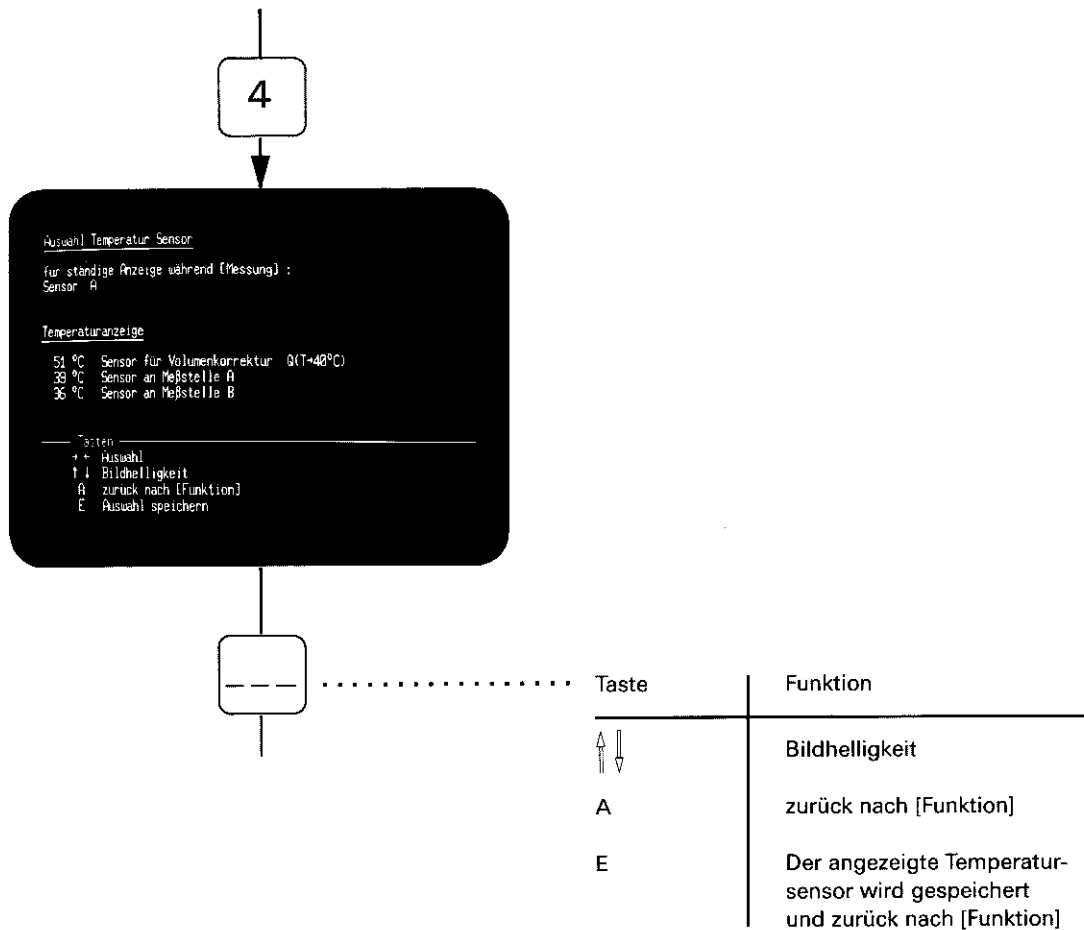 4
Auswahl Temperatur Sensor
für ständige Anzeige während [Messung] :
Sensor A
Temperaturanzeige
51 °C Sensor für Volumenkorrektur Q(T→40°C)
39 °C Sensor an Meßstelle A
36 °C Sensor an Meßstelle B
Tasten
→ ← Auswahl
↑ ↓ Bildhelligkeit
A zurück nach [Funktion]
E Auswahl speichern
_ _ _
Taste Funktion
⇑ ⇓ Bildhelligkeit
A zurück nach [Funktion]
E Der angezeigte Temperatur-
sensor wird gespeichert
und zurück nach [Funktion]